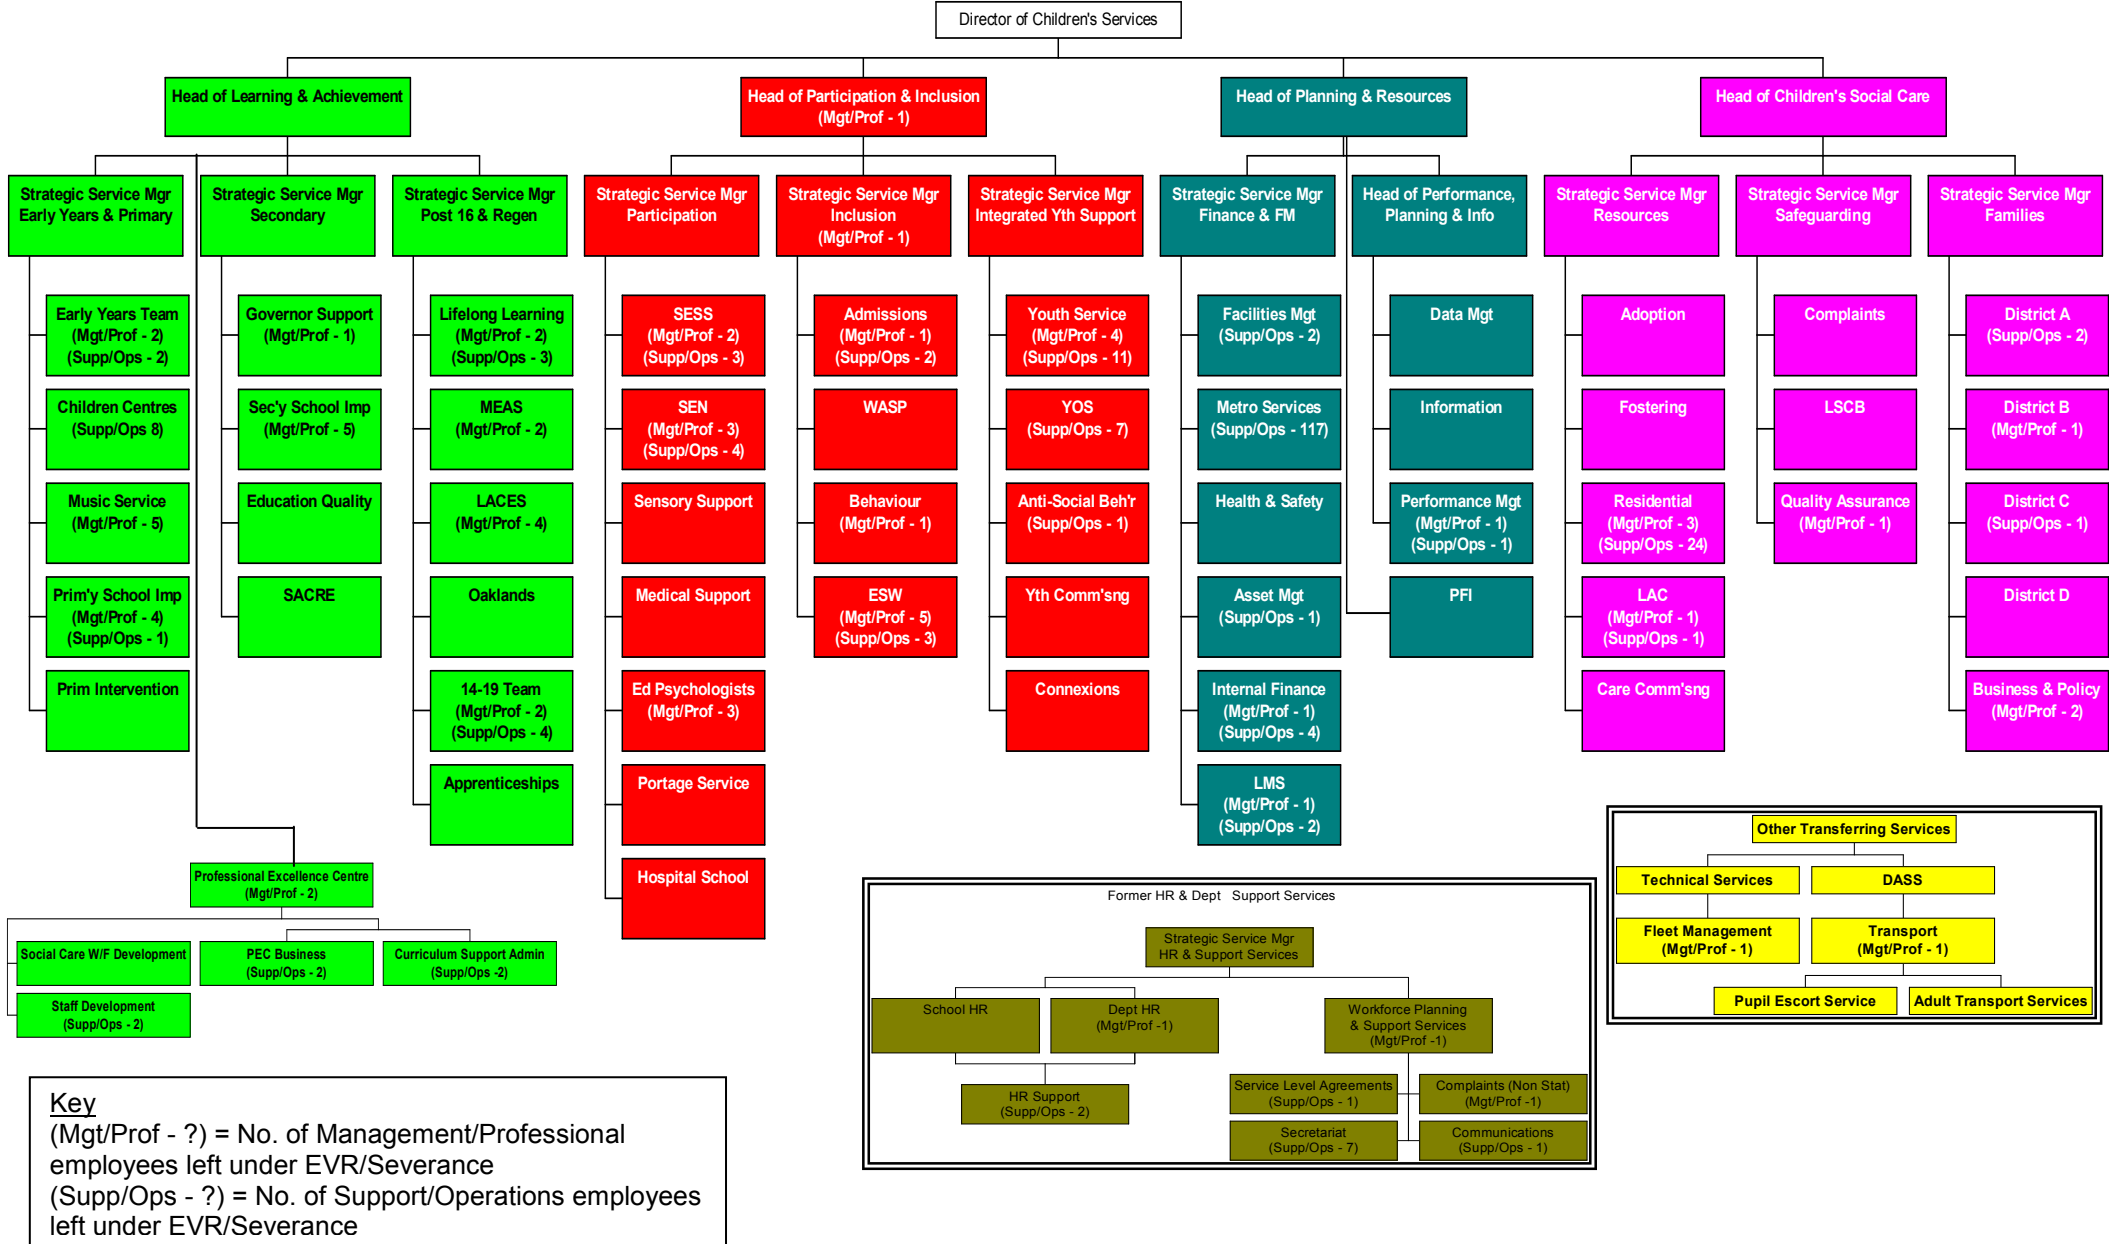 Director of Children's Services
Head of Learning & Achievement
Head of Participation & Inclusion
(Mgt/Prof - 1)
Head of Planning & Resources
Head of Children's Social Care
Strategic Service Mgr
Early Years & Primary
Strategic Service Mgr
Secondary
Strategic Service Mgr
Post 16 & Regen
Strategic Service Mgr
Participation
Strategic Service Mgr
Inclusion
(Mgt/Prof - 1)
Strategic Service Mgr
Integrated Yth Support
Strategic Service Mgr
Finance & FM
Head of Performance,
Planning & Info
Strategic Service Mgr
Resources
Strategic Service Mgr
Safeguarding
Strategic Service Mgr
Families
Early Years Team
(Mgt/Prof - 2)
(Supp/Ops - 2)
Children Centres
(Supp/Ops 8)
Music Service
(Mgt/Prof - 5)
Prim'y School Imp
(Mgt/Prof - 4)
(Supp/Ops - 1)
Prim Intervention
Governor Support
(Mgt/Prof - 1)
Sec'y School Imp
(Mgt/Prof - 5)
Education Quality
SACRE
Lifelong Learning
(Mgt/Prof - 2)
(Supp/Ops - 3)
MEAS
(Mgt/Prof - 2)
LACES
(Mgt/Prof - 4)
Oaklands
14-19 Team
(Mgt/Prof - 2)
(Supp/Ops - 4)
Apprenticeships
SESS
(Mgt/Prof - 2)
(Supp/Ops - 3)
SEN
(Mgt/Prof - 3)
(Supp/Ops - 4)
Sensory Support
Medical Support
Ed Psychologists
(Mgt/Prof - 3)
Portage Service
Hospital School
Admissions
(Mgt/Prof - 1)
(Supp/Ops - 2)
WASP
Behaviour
(Mgt/Prof - 1)
ESW
(Mgt/Prof - 5)
(Supp/Ops - 3)
Youth Service
(Mgt/Prof - 4)
(Supp/Ops - 11)
YOS
(Supp/Ops - 7)
Anti-Social Beh'r
(Supp/Ops - 1)
Yth Comm'sng
Connexions
Facilities Mgt
(Supp/Ops - 2)
Metro Services
(Supp/Ops - 117)
Health & Safety
Asset Mgt
(Supp/Ops - 1)
Internal Finance
(Mgt/Prof - 1)
(Supp/Ops - 4)
LMS
(Mgt/Prof - 1)
(Supp/Ops - 2)
Data Mgt
Information
Performance Mgt
(Mgt/Prof - 1)
(Supp/Ops - 1)
PFI
Adoption
Fostering
Residential
(Mgt/Prof - 3)
(Supp/Ops - 24)
LAC
(Mgt/Prof - 1)
(Supp/Ops - 1)
Care Comm'sng
Complaints
LSCB
Quality Assurance
(Mgt/Prof - 1)
District A
(Supp/Ops - 2)
District B
(Mgt/Prof - 1)
District C
(Supp/Ops - 1)
District D
Business & Policy
(Mgt/Prof - 2)
Professional Excellence Centre
(Mgt/Prof - 2)
Social Care W/F Development
PEC Business
(Supp/Ops - 2)
Curriculum Support Admin
(Supp/Ops -2)
Staff Development
(Supp/Ops - 2)
Former HR & Dept Support Services
Strategic Service Mgr
HR & Support Services
School HR
Dept HR
(Mgt/Prof -1)
Workforce Planning
& Support Services
(Mgt/Prof -1)
HR Support
(Supp/Ops - 2)
Service Level Agreements
(Supp/Ops - 1)
Complaints (Non Stat)
(Mgt/Prof -1)
Secretariat
(Supp/Ops - 7)
Communications
(Supp/Ops - 1)
Other Transferring Services
Technical Services
DASS
Fleet Management
(Mgt/Prof - 1)
Transport
(Mgt/Prof - 1)
Pupil Escort Service
Adult Transport Services
Key
(Mgt/Prof - ?) = No. of Management/Professional
employees left under EVR/Severance
(Supp/Ops - ?) = No. of Support/Operations employees
left under EVR/Severance